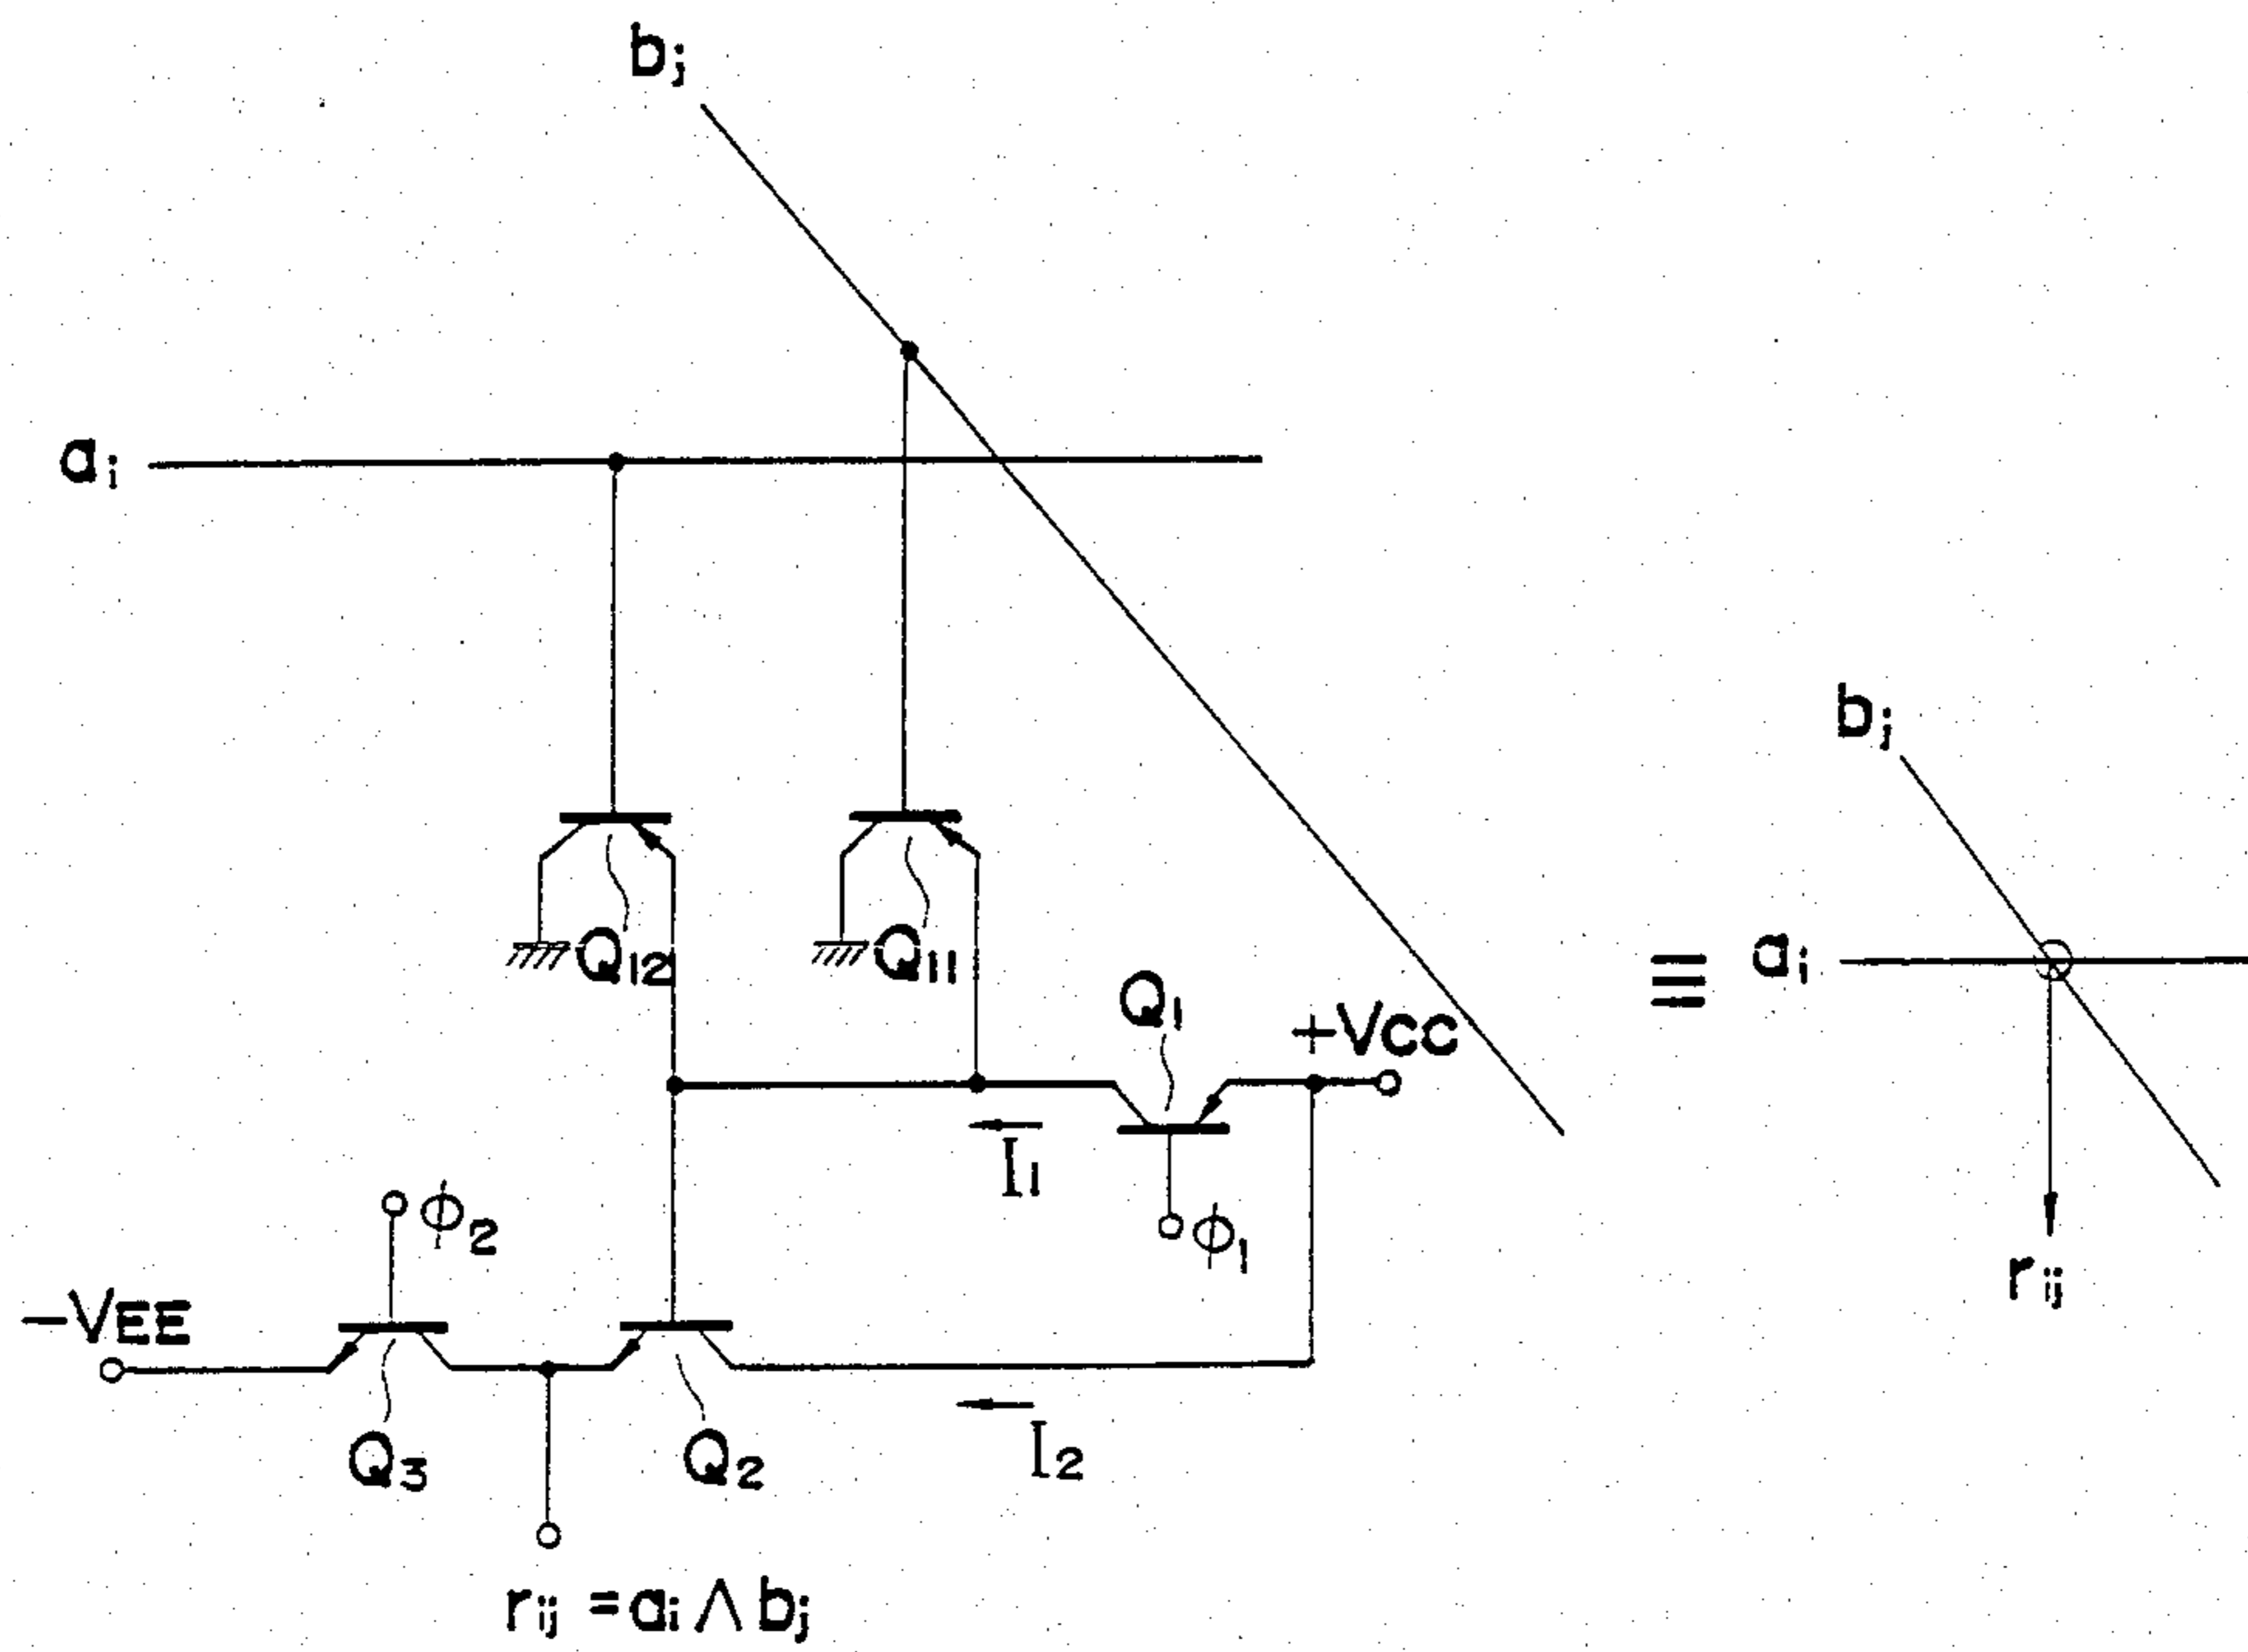 bj
ai
Q12
Q11
Q1
+VCC
I1
ϕ1
ϕ2
−VEE
Q3
Q2
I2
rij = ai ∧ bj
≡
bj
ai
rij